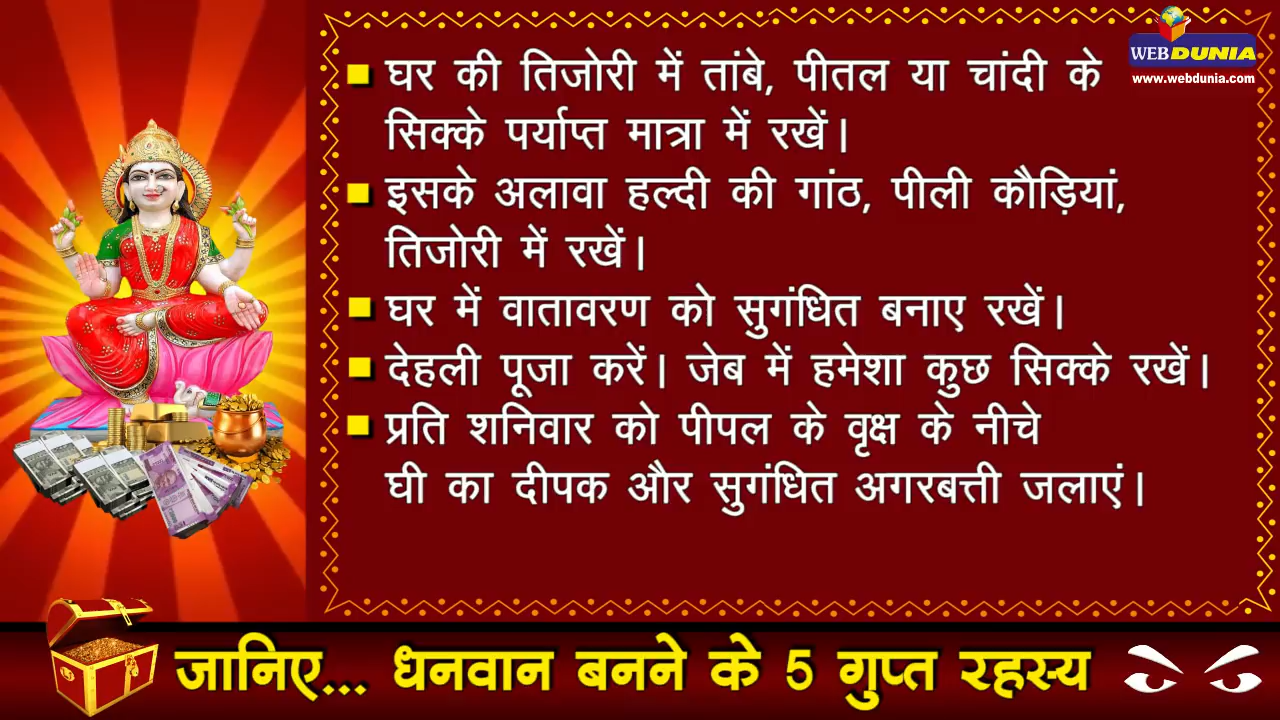 WEBDUNIA
www.webdunia.com
घर की तिजोरी में तांबे, पीतल या चांदी के
सिक्के पर्याप्त मात्रा में रखें।
इसके अलावा हल्दी की गांठ, पीली कौड़ियां,
तिजोरी में रखें।
घर में वातावरण को सुगंधित बनाए रखें।
देहली पूजा करें। जेब में हमेशा कुछ सिक्के रखें।
प्रति शनिवार को पीपल के वृक्ष के नीचे
घी का दीपक और सुगंधित अगरबत्ती जलाएं।
जानिए... धनवान बनने के 5 गुप्त रहस्य